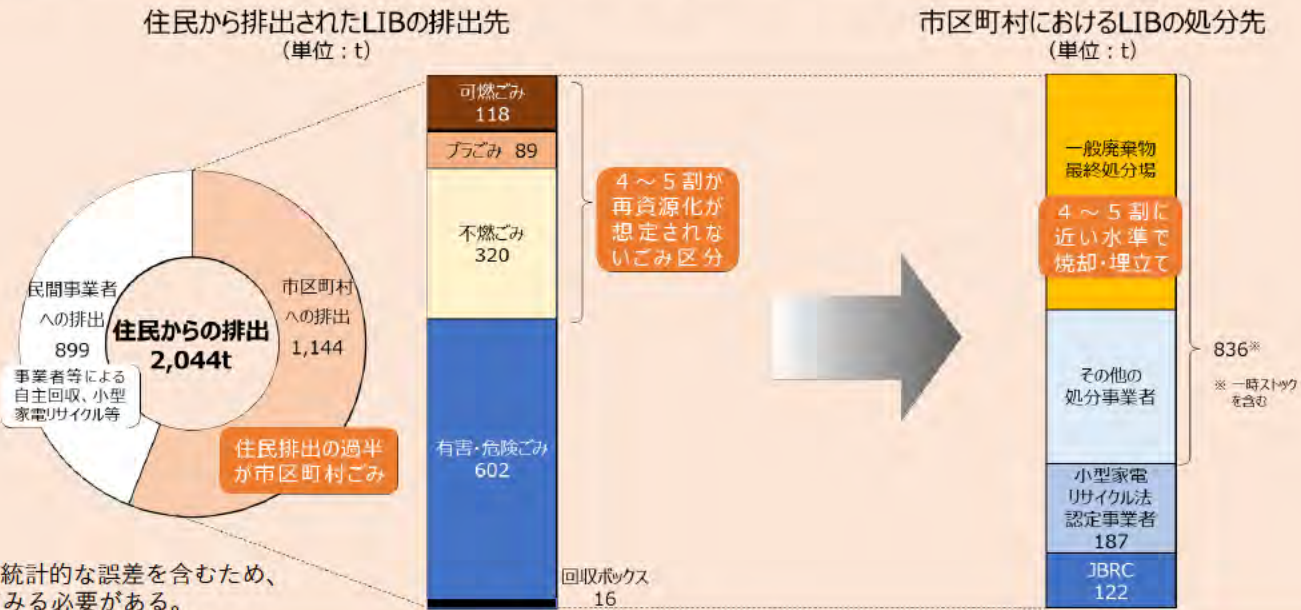 住民から排出されたLIBの排出先
（単位：t）
市区町村におけるLIBの処分先
（単位：t）
可燃ごみ
118
プラごみ 89
不燃ごみ
320
４～５割が
再資源化が
想定されな
いごみ区分
有害・危険ごみ
602
回収ボックス
16
民間事業者
への排出
899
事業者等による
自主回収、小型
家電リサイクル等
住民からの排出
2,044t
市区町村
への排出
1,144
住民排出の過半
が市区町村ごみ
一般廃棄物
最終処分場
４～５割に
近い水準で
焼却・埋立て
その他の
処分事業者
836※
※ 一時ストック
を含む
小型家電
リサイクル法
認定事業者
187
JBRC
122
統計的な誤差を含むため、
みる必要がある。